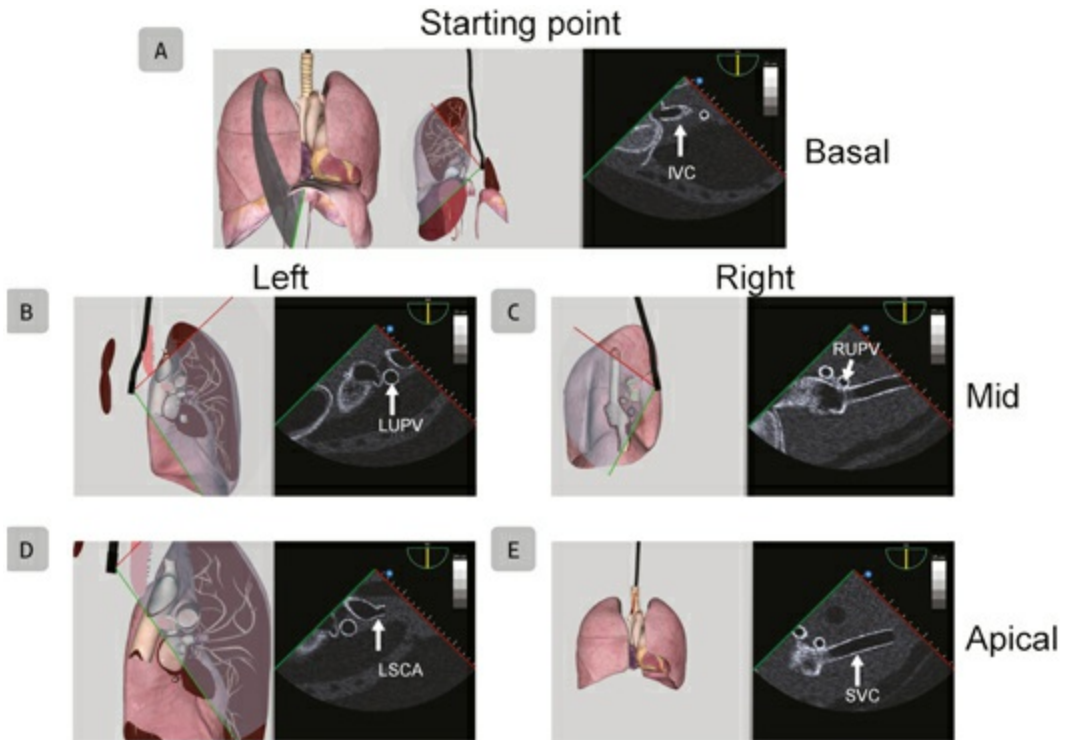 Starting point
A
IVC
Basal
Left
Right
B
LUPV
C
RUPV
Mid
D
LSCA
E
SVC
Apical